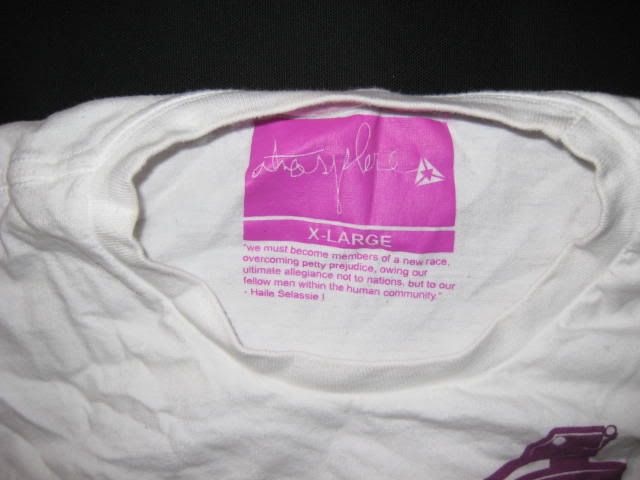 atmosphere
X-LARGE
"we must become members of a new race,
overcoming petty prejudice, owing our
ultimate allegiance not to nations, but to our
fellow men within the human community."
- Haile Selassie I